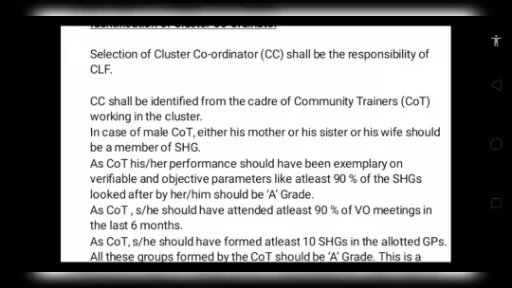 Identification of Cluster Co-ordinator
Selection of Cluster Co-ordinator (CC) shall be the responsibility of
CLF.
CC shall be identified from the cadre of Community Trainers (CoT)
working in the cluster.
In case of male CoT, either his mother or his sister or his wife should
be a member of SHG.
As CoT his/her performance should have been exemplary on
verifiable and objective parameters like atleast 90 % of the SHGs
looked after by her/him should be ‘A’ Grade.
As CoT , s/he should have attended atleast 90 % of VO meetings in
the last 6 months.
As CoT, s/he should have formed atleast 10 SHGs in the allotted GPs.
All these groups formed by the CoT should be ‘A’ Grade. This is a